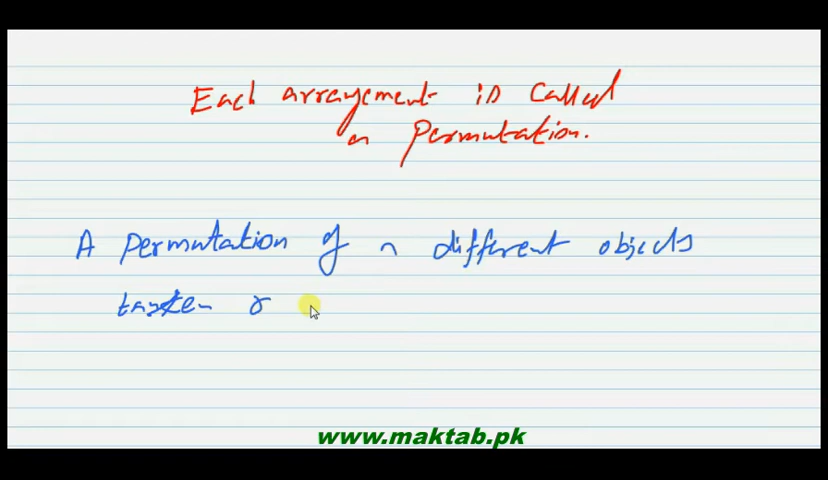 Each arrangement is called
a Permutation.
A permutation of n different objects
taken r
www.maktab.pk